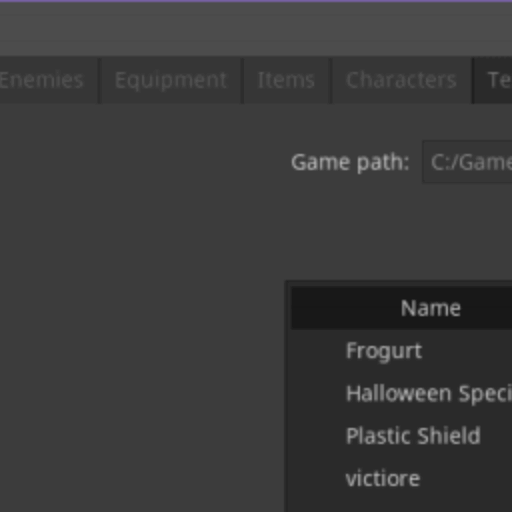 Enemies Equipment Items Characters Te
Game path: C:/Game
Name
Frogurt
Halloween Speci
Plastic Shield
victiore